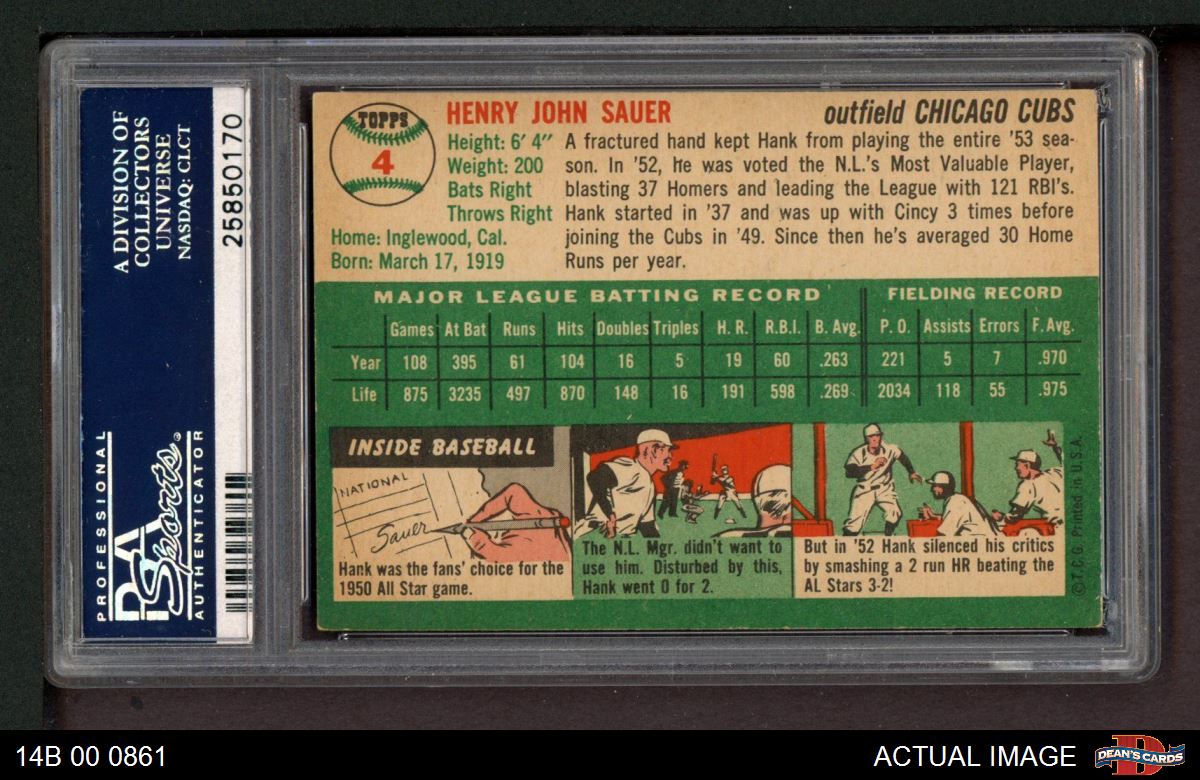 A DIVISION OF
COLLECTORS
UNIVERSE
NASDAQ: CLCT
25850170
PROFESSIONAL
PSA
Sports
AUTHENTICATOR
TOPPS
4
HENRY JOHN SAUER
outfield CHICAGO CUBS
Height: 6' 4"
Weight: 200
Bats Right
Throws Right
Home: Inglewood, Cal.
Born: March 17, 1919
A fractured hand kept Hank from playing the entire '53 sea-
son. In '52, he was voted the N.L.'s Most Valuable Player,
blasting 37 Homers and leading the League with 121 RBI's.
Hank started in '37 and was up with Cincy 3 times before
joining the Cubs in '49. Since then he's averaged 30 Home
Runs per year.
MAJOR LEAGUE BATTING RECORD FIELDING RECORD
Games At Bat Runs Hits Doubles Triples H. R. R.B.I. B. Avg. P. O. Assists Errors F. Avg.
Year 108 395 61 104 16 5 19 60 .263 221 5 7 .970
Life 875 3235 497 870 148 16 191 598 .269 2034 118 55 .975
INSIDE BASEBALL
NATIONAL
Sauer
Hank was the fans' choice for the
1950 All Star game.
The N.L. Mgr. didn't want to
use him. Disturbed by this,
Hank went 0 for 2.
But in '52 Hank silenced his critics
by smashing a 2 run HR beating the
AL Stars 3-2!
© T.C.G. Printed in U.S.A.
14B 00 0861
ACTUAL IMAGE
D
DEAN'S CARDS